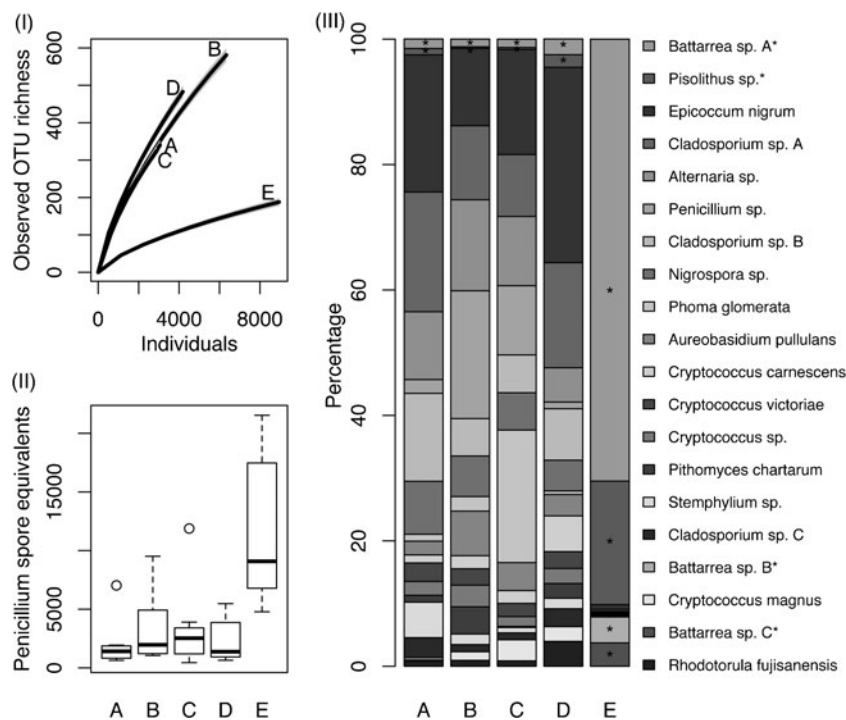 (I)
Observed OTU richness
600
400
200
0
B
D
A
C
E
0
4000
8000
Individuals
(II)
Penicillium spore equivalents
15000
5000
0
A B C D E
(III)
Percentage
100
80
60
40
20
0
* * * *
* * * *
*
*
*
*
A B C D E
Battarrea sp. A*
Pisolithus sp.*
Epicoccum nigrum
Cladosporium sp. A
Alternaria sp.
Penicillium sp.
Cladosporium sp. B
Nigrospora sp.
Phoma glomerata
Aureobasidium pullulans
Cryptococcus carnescens
Cryptococcus victoriae
Cryptococcus sp.
Pithomyces chartarum
Stemphylium sp.
Cladosporium sp. C
Battarrea sp. B*
Cryptococcus magnus
Battarrea sp. C*
Rhodotorula fujisanensis